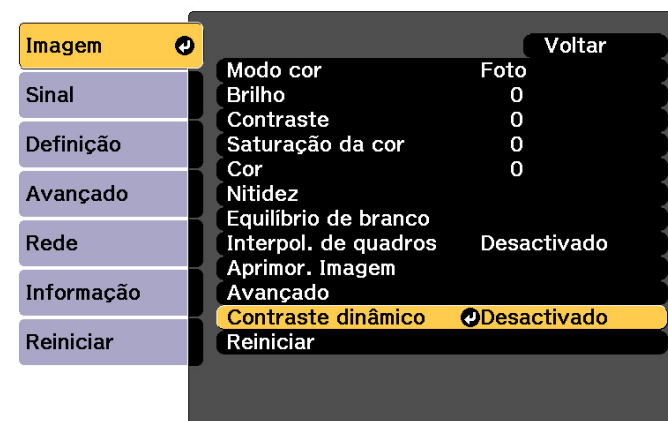 Imagem
Sinal
Definição
Avançado
Rede
Informação
Reiniciar
Voltar
Modo cor Foto
Brilho 0
Contraste 0
Saturação da cor 0
Cor 0
Nitidez
Equilíbrio de branco
Interpol. de quadros Desactivado
Aprimor. Imagem
Avançado
Contraste dinâmico Desactivado
Reiniciar